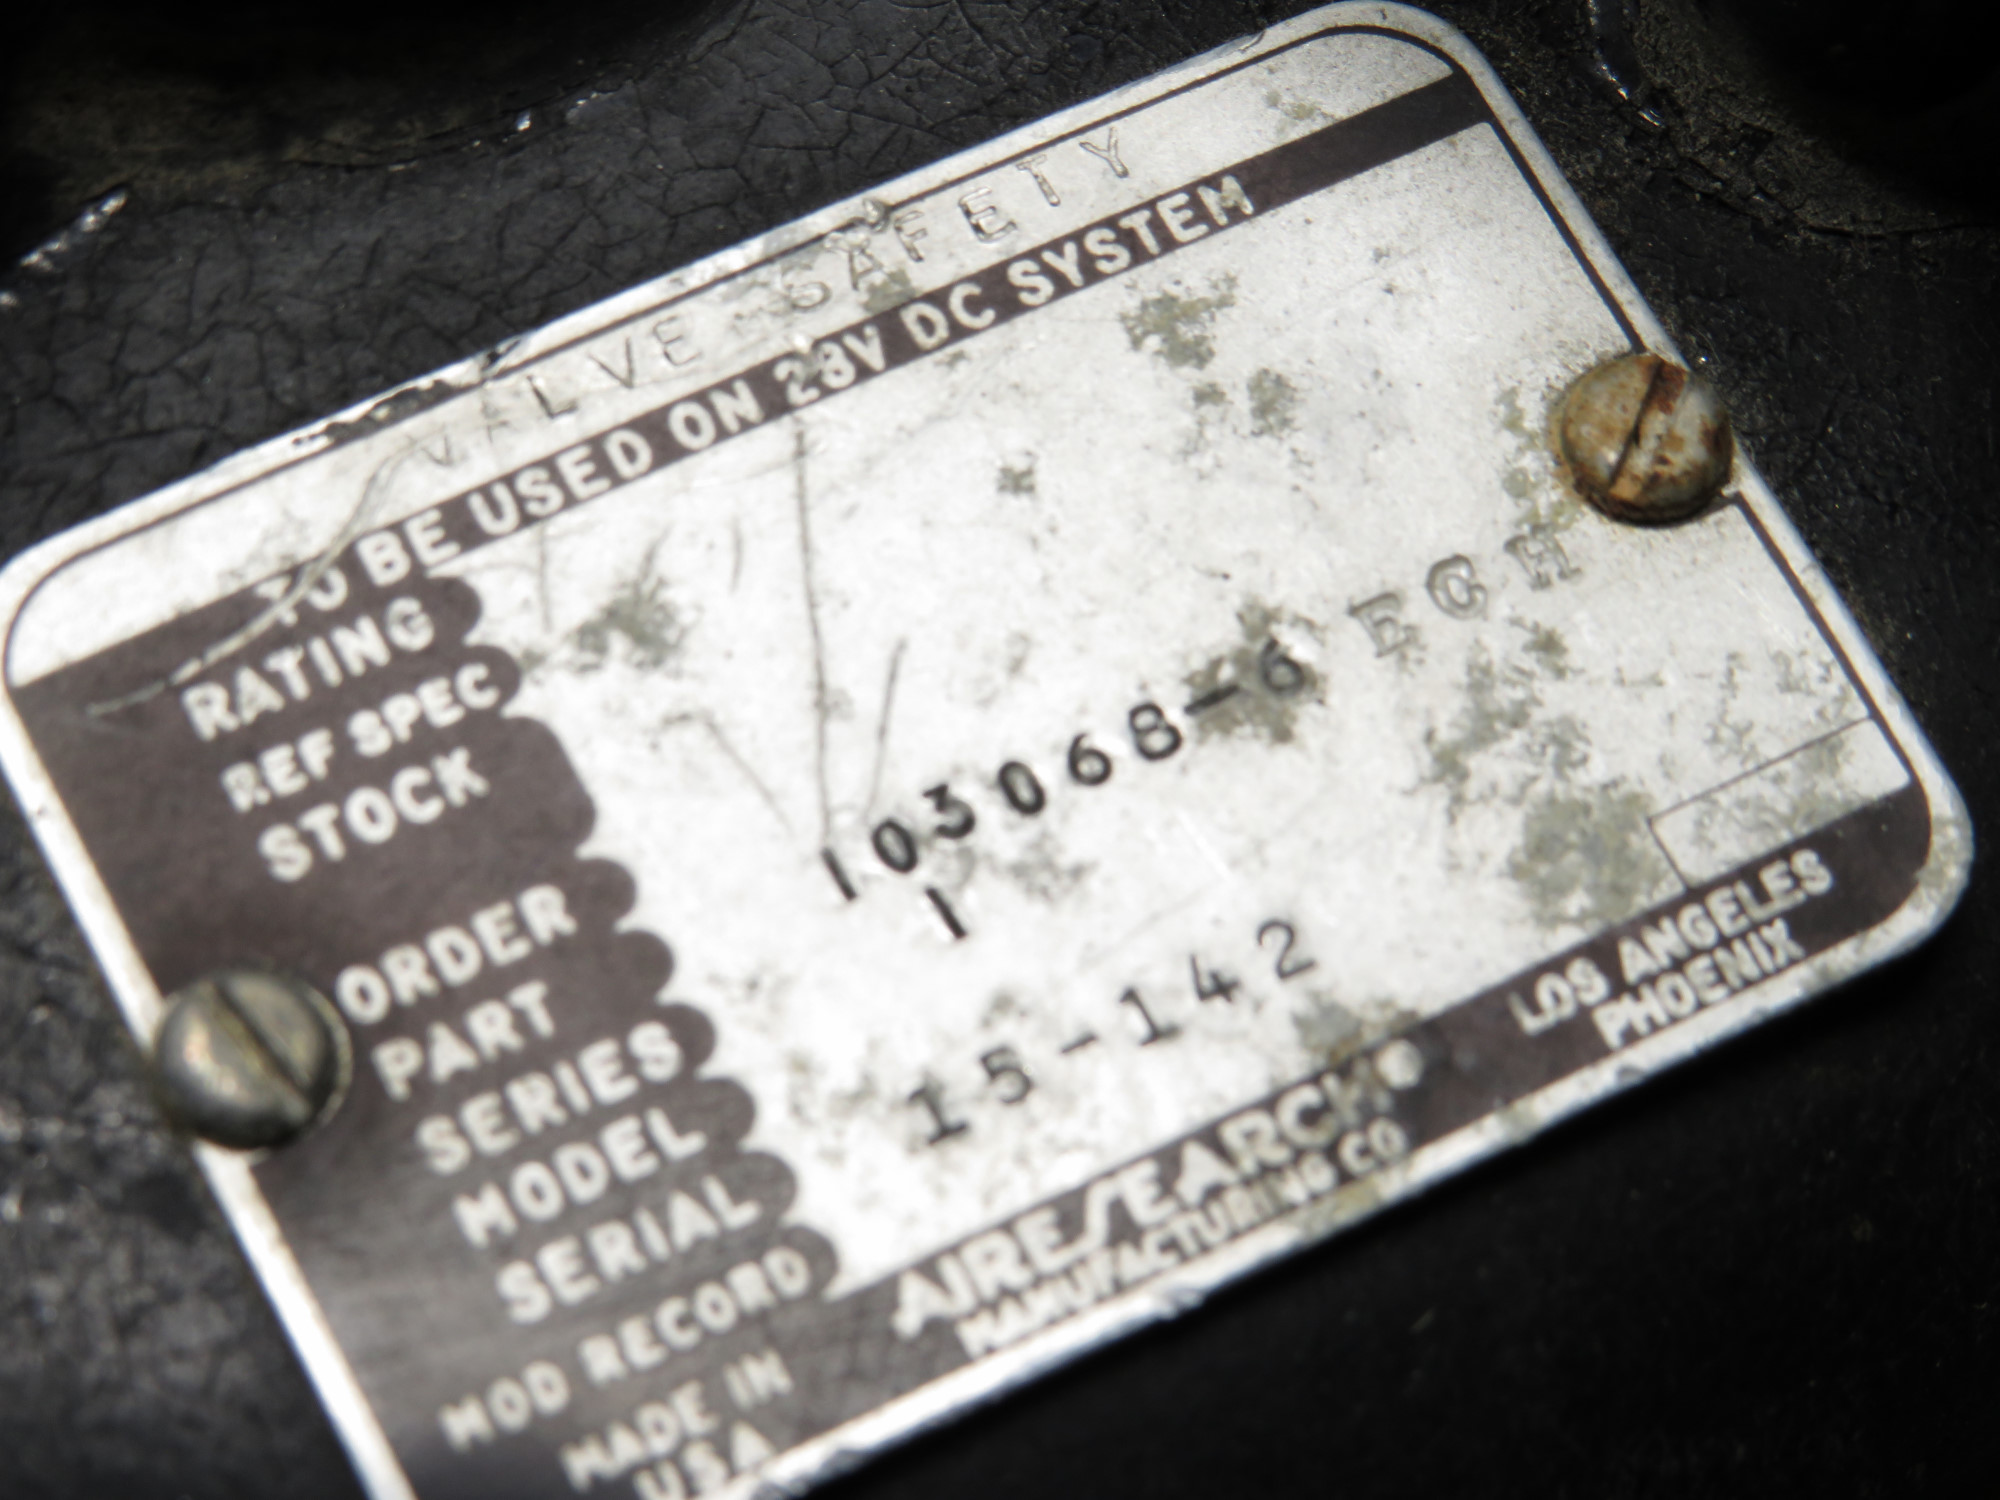 VALVE SAFETY
TO BE USED ON 28V DC SYSTEM
RATING
REF SPEC
STOCK
ORDER
PART 103068-6 ECH
SERIES 1
MODEL
SERIAL 15-142
MOD RECORD
MADE IN
USA
AIRESEARCH
MANUFACTURING CO
LOS ANGELES
PHOENIX